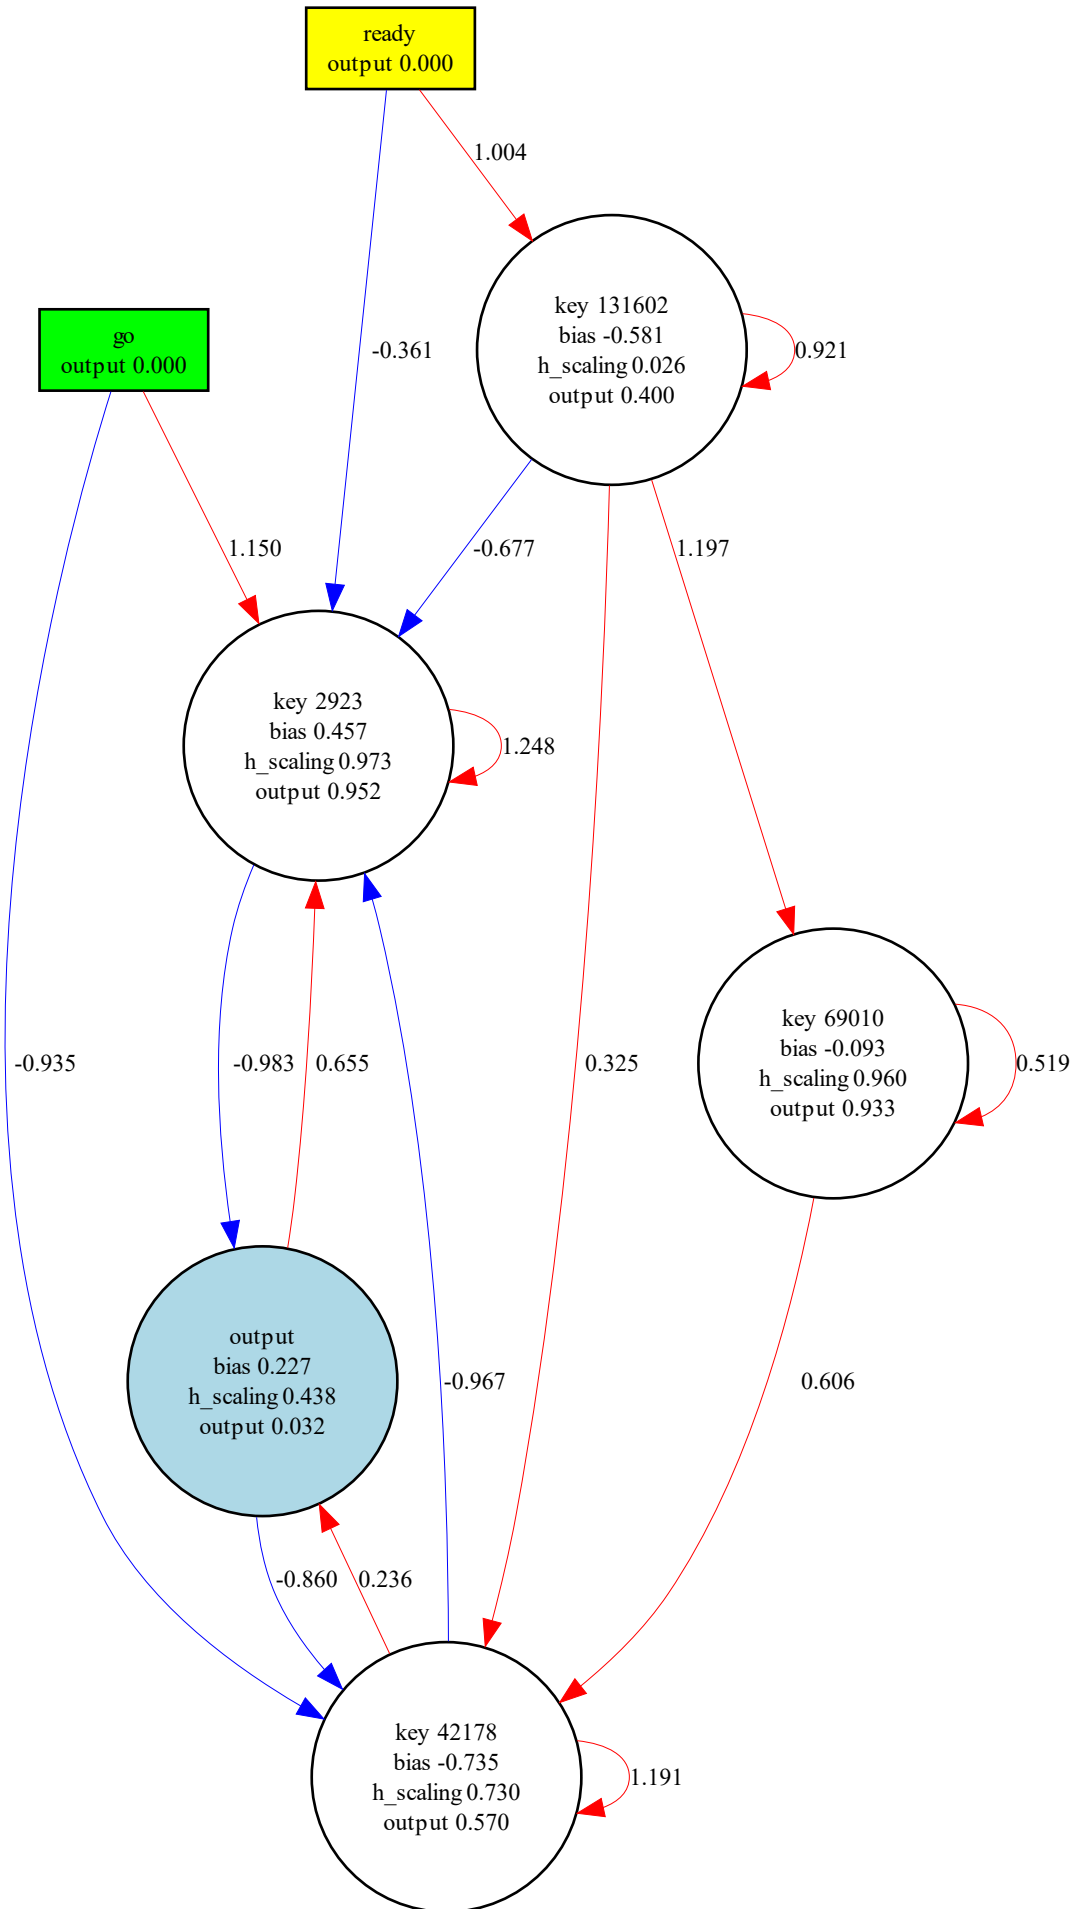 ready
output 0.000
1.004
key 131602
bias -0.581
h_scaling 0.026
output 0.400
0.921
go
output 0.000
-0.361
1.150
-0.677
1.197
key 2923
bias 0.457
h_scaling 0.973
output 0.952
1.248
key 69010
bias -0.093
h_scaling 0.960
output 0.933
0.519
-0.935
-0.983
0.655
0.325
output
bias 0.227
h_scaling 0.438
output 0.032
-0.967
0.606
-0.860
0.236
key 42178
bias -0.735
h_scaling 0.730
output 0.570
1.191